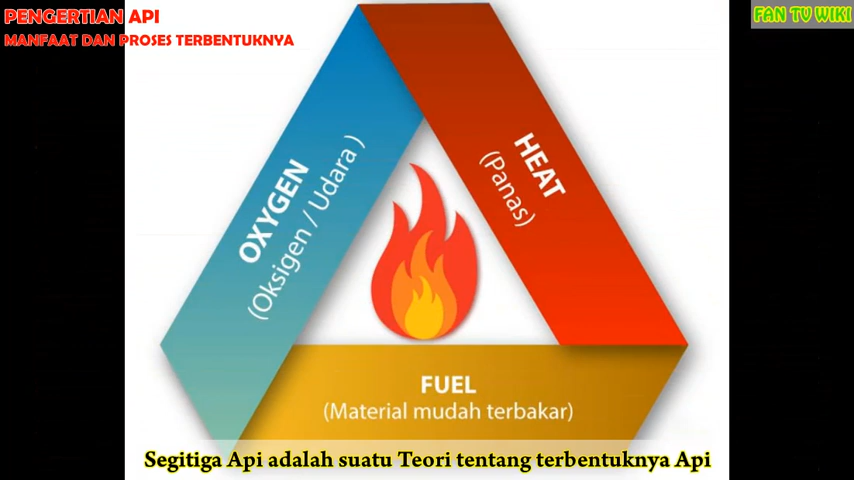 PENGERTIAN API
MANFAAT DAN PROSES TERBENTUKNYA
FAN TV WIKI
OXYGEN
(Oksigen / Udara )
HEAT
(Panas)
FUEL
(Material mudah terbakar)
Segitiga Api adalah suatu Teori tentang terbentuknya Api